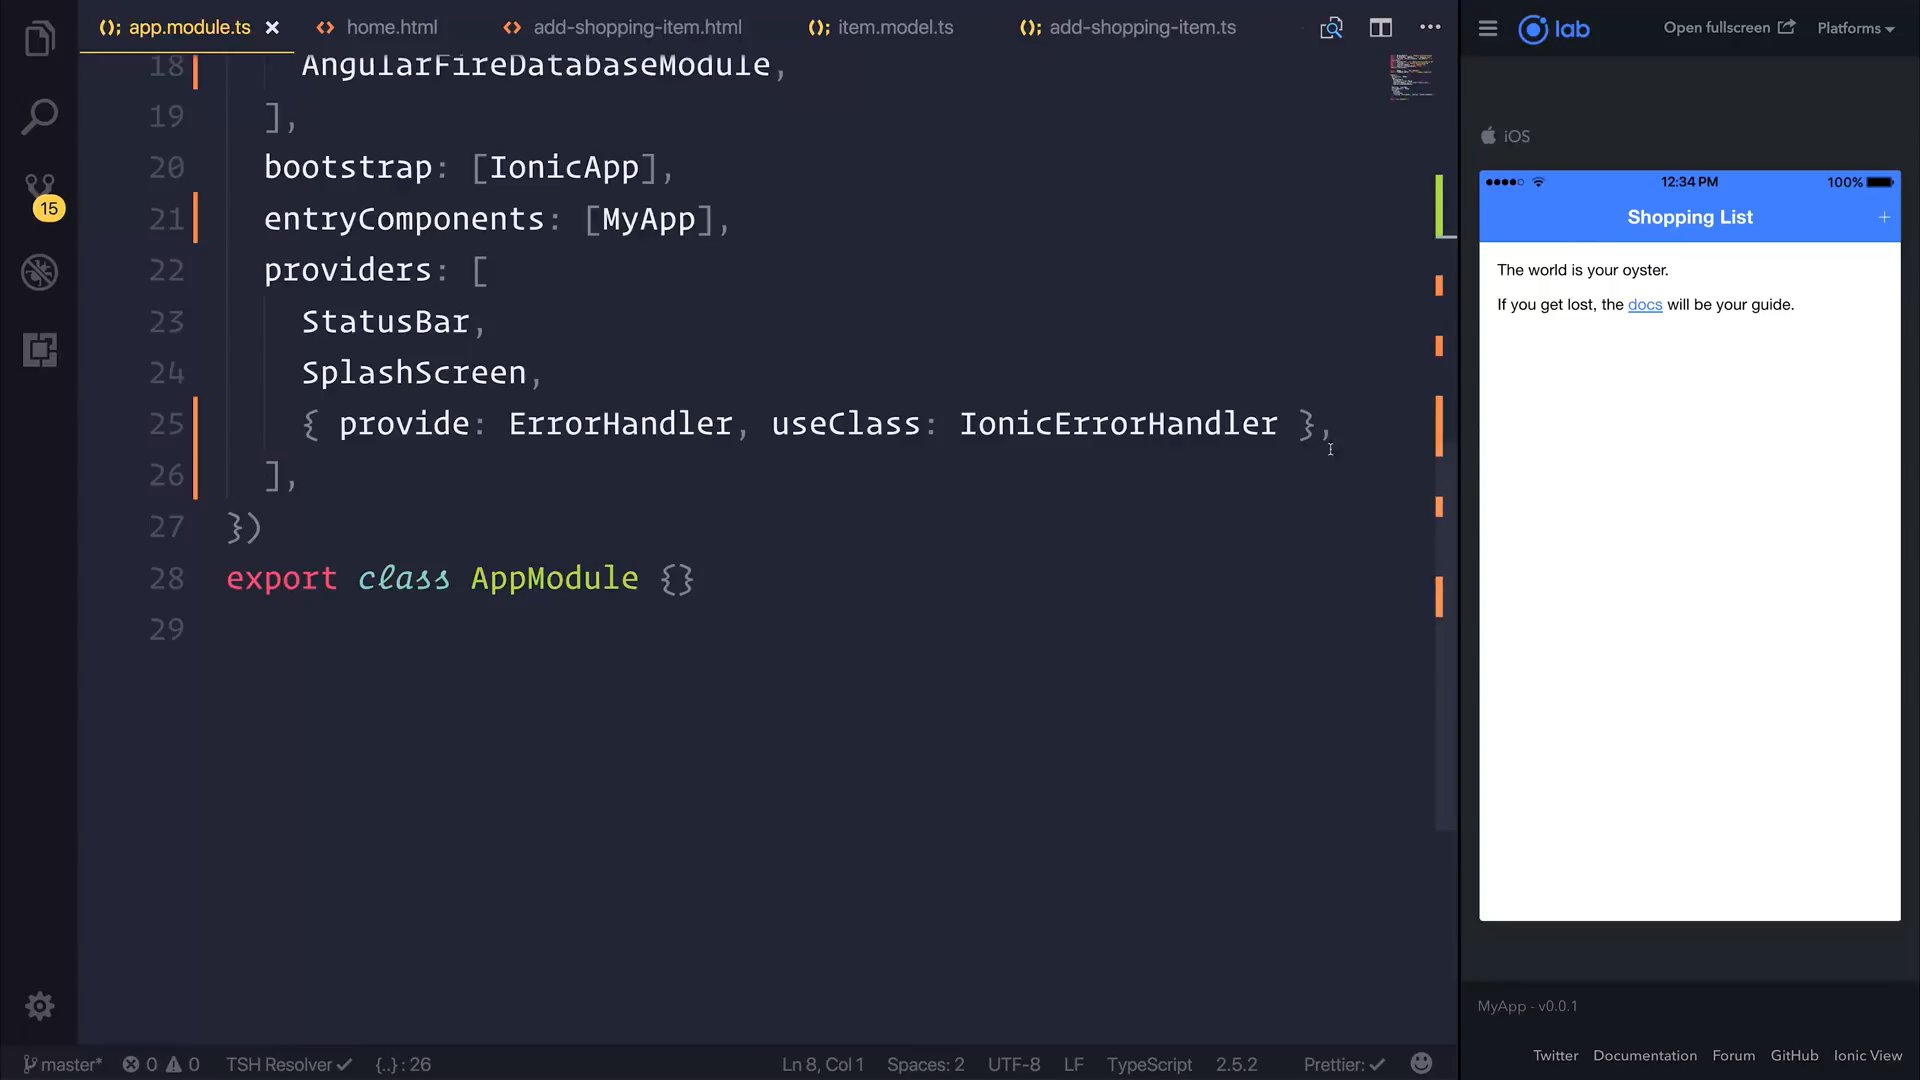 (); app.module.ts ×
<> home.html
<> add-shopping-item.html
(); item.model.ts
(); add-shopping-item.ts
18 AngularFireDatabaseModule,
19 ],
20 bootstrap: [IonicApp],
21 entryComponents: [MyApp],
22 providers: [
23 StatusBar,
24 SplashScreen,
25 { provide: ErrorHandler, useClass: IonicErrorHandler },
26 ],
27 })
28 export class AppModule {}
29
15
master* 0 0 TSH Resolver {..} : 26 Ln 8, Col 1 Spaces: 2 UTF-8 LF TypeScript 2.5.2 Prettier:
lab Open fullscreen Platforms
iOS
12:34 PM 100%
Shopping List +
The world is your oyster.
If you get lost, the docs will be your guide.
MyApp - v0.0.1
Twitter Documentation Forum GitHub Ionic View